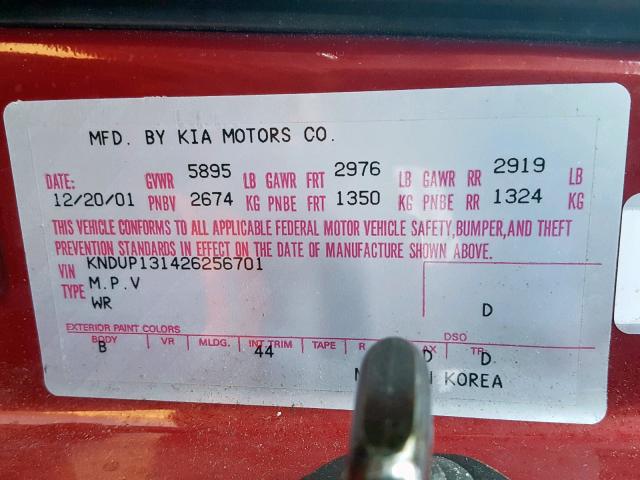 MFD. BY KIA MOTORS CO.
DATE: GVWR 5895 LB GAWR FRT 2976 LB GAWR RR 2919 LB
12/20/01 PNBV 2674 KG PNBE FRT 1350 KG PNBE RR 1324 KG
THIS VEHICLE CONFORMS TO ALL APPLICABLE FEDERAL MOTOR VEHICLE SAFETY,BUMPER,AND THEFT
PREVENTION STANDARDS IN EFFECT ON THE DATE OF MANUFACTURE SHOWN ABOVE.
VIN KNDUP131426256701
TYPE M.P.V
WR D
EXTERIOR PAINT COLORS DSO
BODY VR MLDG. INT TRIM TAPE R AX TR
B 44 D D
KOREA